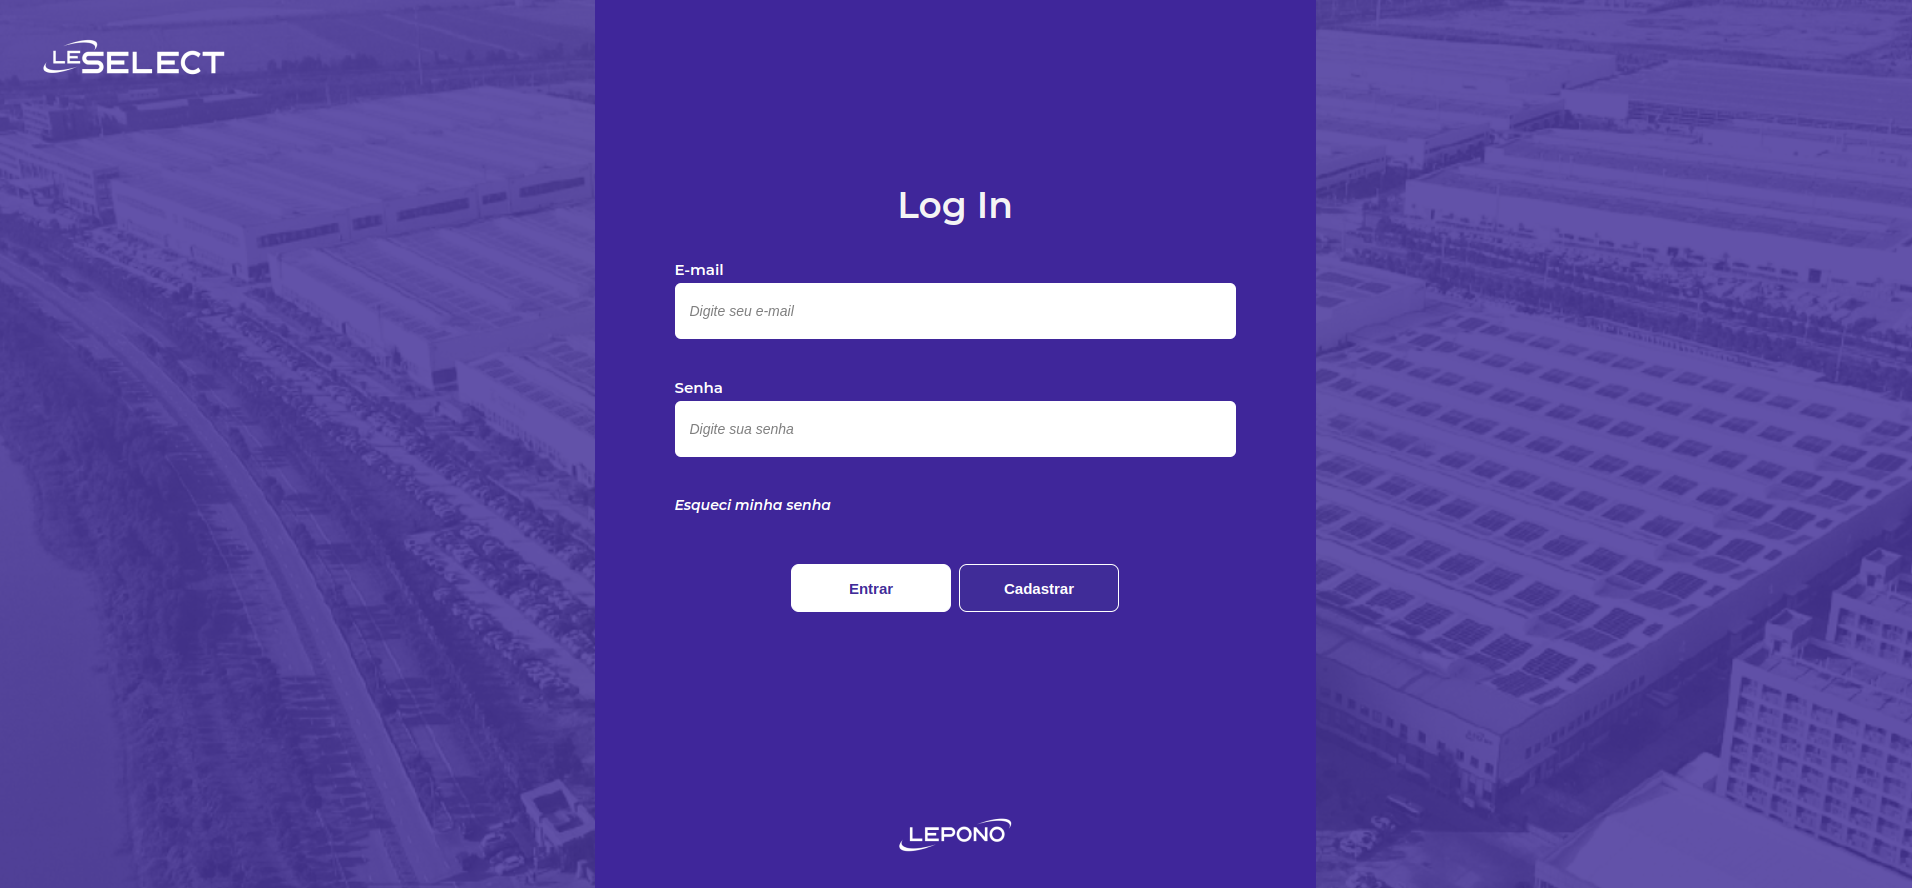 LESELECT
Log In
E-mail
Digite seu e-mail
Senha
Digite sua senha
Esqueci minha senha
Entrar
Cadastrar
LEPONO